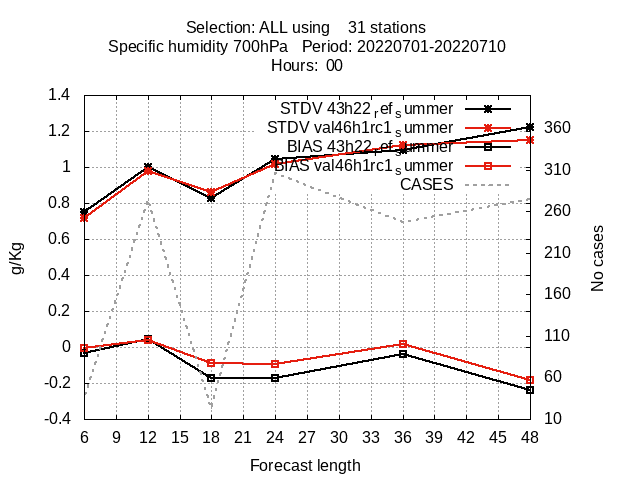 Selection: ALL using 31 stations
Specific humidity 700hPa Period: 20220701-20220710
Hours: 00
STDV 43h22_ref_summer
STDV val46h1rc1_summer
BIAS 43h22_ref_summer
BIAS val46h1rc1_summer
CASES
g/Kg
1.4
1.2
1
0.8
0.6
0.4
0.2
0
-0.2
-0.4
No cases
360
310
260
210
160
110
60
10
6 9 12 15 18 21 24 27 30 33 36 39 42 45 48
Forecast length